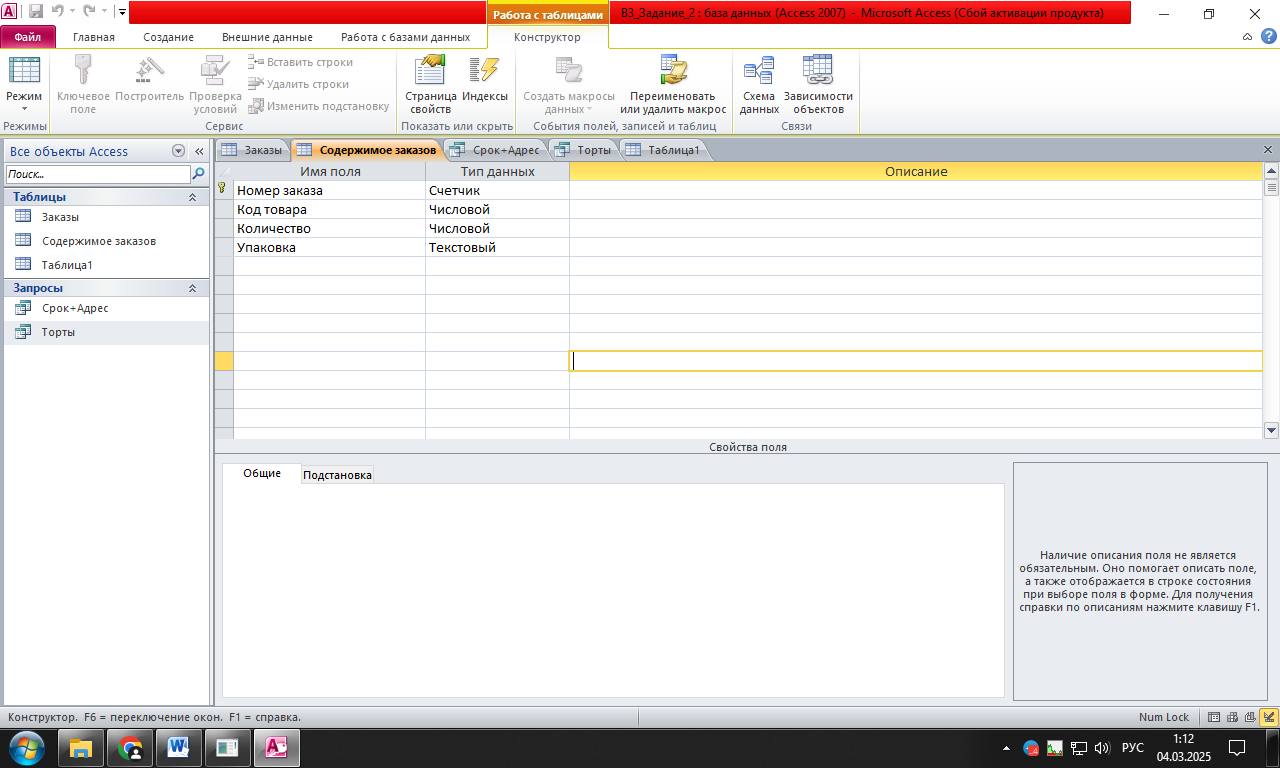 Работа с таблицами
B3_Задание_2 : база данных (Access 2007) - Microsoft Access (Сбой активации продукта)
Файл Главная Создание Внешние данные Работа с базами данных Конструктор
Режим
Ключевое поле
Построитель
Проверка условий
Вставить строки
Удалить строки
Изменить подстановку
Страница свойств
Индексы
Создать макросы данных
Переименовать или удалить макрос
Схема данных
Зависимости объектов
Режимы Сервис Показать или скрыть События полей, записей и таблиц Связи
Все объекты Access
Поиск...
Таблицы
Заказы
Содержимое заказов
Таблица1
Запросы
Срок+Адрес
Торты
Заказы Содержимое заказов Срок+Адрес Торты Таблица1
Имя поля Тип данных Описание
Номер заказа Счетчик
Код товара Числовой
Количество Числовой
Упаковка Текстовый
Свойства поля
Общие Подстановка
Наличие описания поля не является
обязательным. Оно помогает описать поле,
а также отображается в строке состояния
при выборе поля в форме. Для получения
справки по описаниям нажмите клавишу F1.
Конструктор. F6 = переключение окон. F1 = справка.
Num Lock
РУС
1:12
04.03.2025